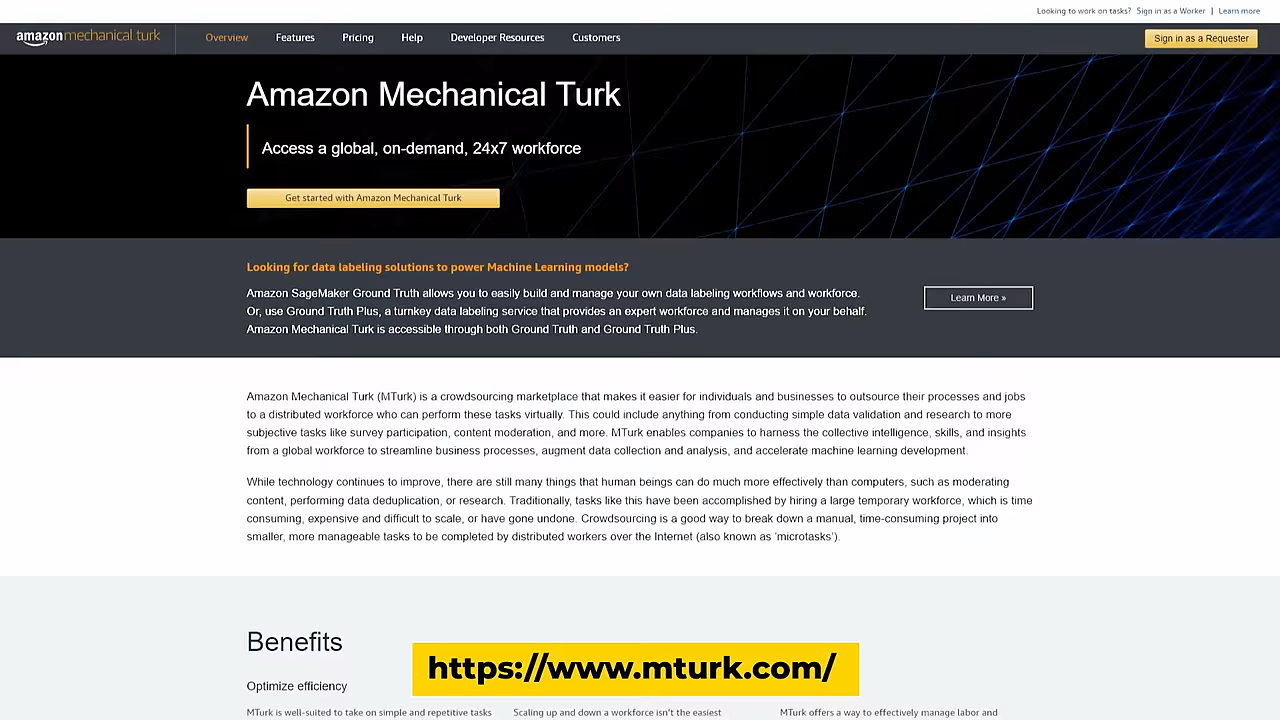 Looking to work on tasks? Sign in as a Worker | Learn more
amazon mechanical turk
Overview Features Pricing Help Developer Resources Customers
Sign in as a Requester
Amazon Mechanical Turk
Access a global, on-demand, 24x7 workforce
Get started with Amazon Mechanical Turk
Looking for data labeling solutions to power Machine Learning models?
Amazon SageMaker Ground Truth allows you to easily build and manage your own data labeling workflows and workforce.
Or, use Ground Truth Plus, a turnkey data labeling service that provides an expert workforce and manages it on your behalf.
Amazon Mechanical Turk is accessible through both Ground Truth and Ground Truth Plus.
Learn More »
Amazon Mechanical Turk (MTurk) is a crowdsourcing marketplace that makes it easier for individuals and businesses to outsource their processes and jobs
to a distributed workforce who can perform these tasks virtually. This could include anything from conducting simple data validation and research to more
subjective tasks like survey participation, content moderation, and more. MTurk enables companies to harness the collective intelligence, skills, and insights
from a global workforce to streamline business processes, augment data collection and analysis, and accelerate machine learning development.
While technology continues to improve, there are still many things that human beings can do much more effectively than computers, such as moderating
content, performing data deduplication, or research. Traditionally, tasks like this have been accomplished by hiring a large temporary workforce, which is time
consuming, expensive and difficult to scale, or have gone undone. Crowdsourcing is a good way to break down a manual, time-consuming project into
smaller, more manageable tasks to be completed by distributed workers over the Internet (also known as ‘microtasks’).
Benefits
https://www.mturk.com/
Optimize efficiency
MTurk is well-suited to take on simple and repetitive tasks
Scaling up and down a workforce isn’t the easiest
MTurk offers a way to effectively manage labor and